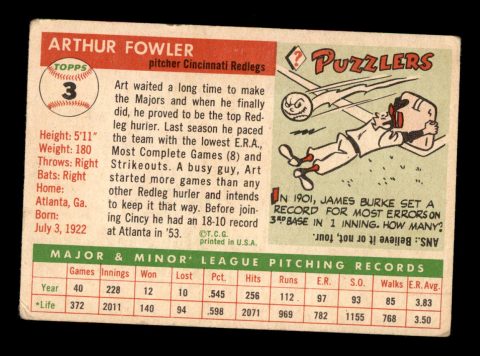 ARTHUR FOWLER
pitcher Cincinnati Redlegs
TOPPS
3
Height: 5'11"
Weight: 180
Throws: Right
Bats: Right
Home:
Atlanta, Ga.
Born:
July 3, 1922
Art waited a long time to make
the Majors and when he finally
did, he proved to be the top Red-
leg hurler. Last season he paced
the team with the lowest E.R.A.,
Most Complete Games (8) and
Strikeouts. A busy guy, Art
started more games than any
other Redleg hurler and intends
to keep it that way. Before join-
ing Cincy he had an 18-10 record
at Atlanta in '53.
©T.C.G.
printed in U.S.A.
?
PUZZLERS
IN 1901, JAMES BURKE SET A
RECORD FOR MOST ERRORS ON
3RD BASE IN 1 INNING. HOW MANY?
ANS.: Believe it or not, four.
MAJOR & MINOR* LEAGUE PITCHING RECORDS
Games Innings Won Lost Pct. Hits Runs E.R. S.O. Walks E.R. Avg.
Year 40 228 12 10 .545 256 112 97 93 85 3.83
*Life 372 2011 140 94 .598 2071 969 782 1155 768 3.50